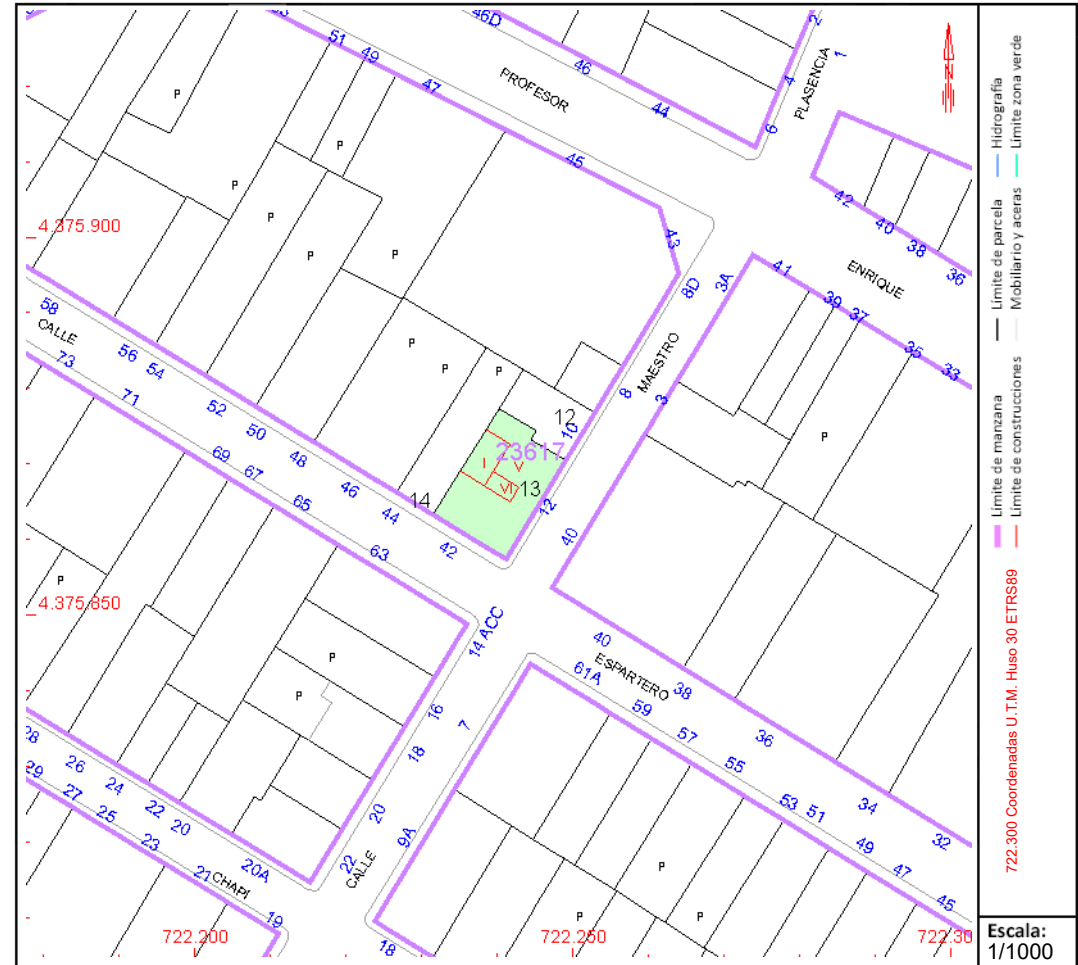 51
49
47
46D
46
44
2
4
6
1
PROFESOR
PLASENCIA
45
43
42
40
38
36
ENRIQUE
41
39
37
35
33
4.375.900
P
P
P
P
P
P
P
P
P
P
58
CALLE
56
54
52
50
48
46
44
42
73
71
69
67
65
63
8D
3A
MAESTRO
8
3
10
12
12
23617
I
V
VI
13
14
40
4.375.850
P
P
P
14 ACC
16
18
20
22
7
9A
CALLE
40
ESPARTERO
38
36
34
32
61A
59
57
55
53
51
49
47
45
28
26
24
22
20
20A
29
27
25
23
21
CHAPI
19
18
P
P
P
722.200
722.250
722.30
N
Hidrografía
Límite zona verde
Límite de parcela
Mobiliario y aceras
Límite de manzana
Límite de construcciones
722.300 Coordenadas U.T.M. Huso 30 ETRS89
Escala:
1/1000